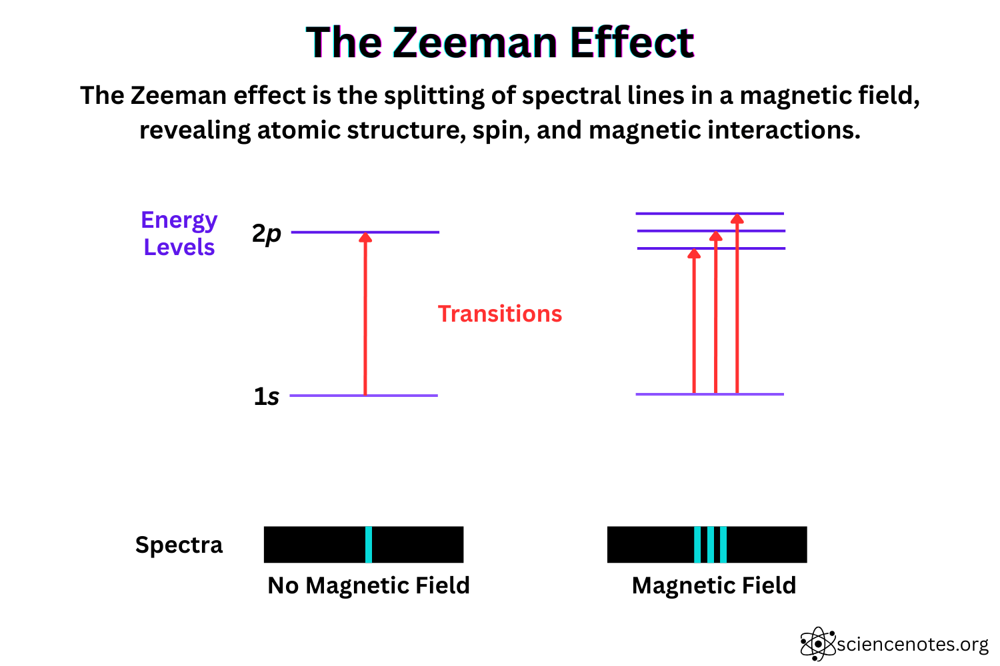 The Zeeman Effect
The Zeeman effect is the splitting of spectral lines in a magnetic field,
revealing atomic structure, spin, and magnetic interactions.
Energy
Levels
2p
Transitions
1s
Spectra
No Magnetic Field
Magnetic Field
sciencenotes.org